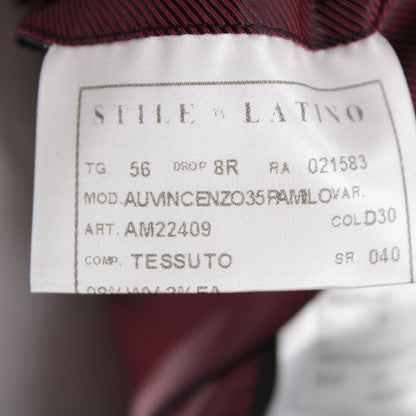 STILE LATINO
TG. 56 DROP 8R RA 021583
MOD. AUVINCENZO35PAMILO VAR.
ART. AM22409 COL D30
COMP. TESSUTO SR. 040